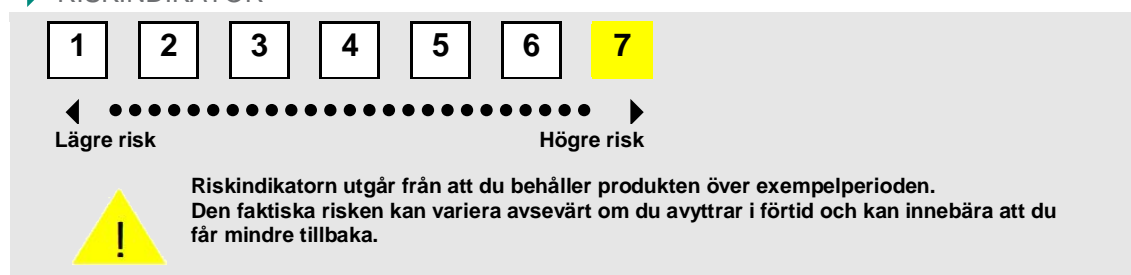 RISKINDIKATOR
1 2 3 4 5 6 7
Lägre risk Högre risk
Riskindikatorn utgår från att du behåller produkten över exempelperioden.
Den faktiska risken kan variera avsevärt om du avyttrar i förtid och kan innebära att du
får mindre tillbaka.
!